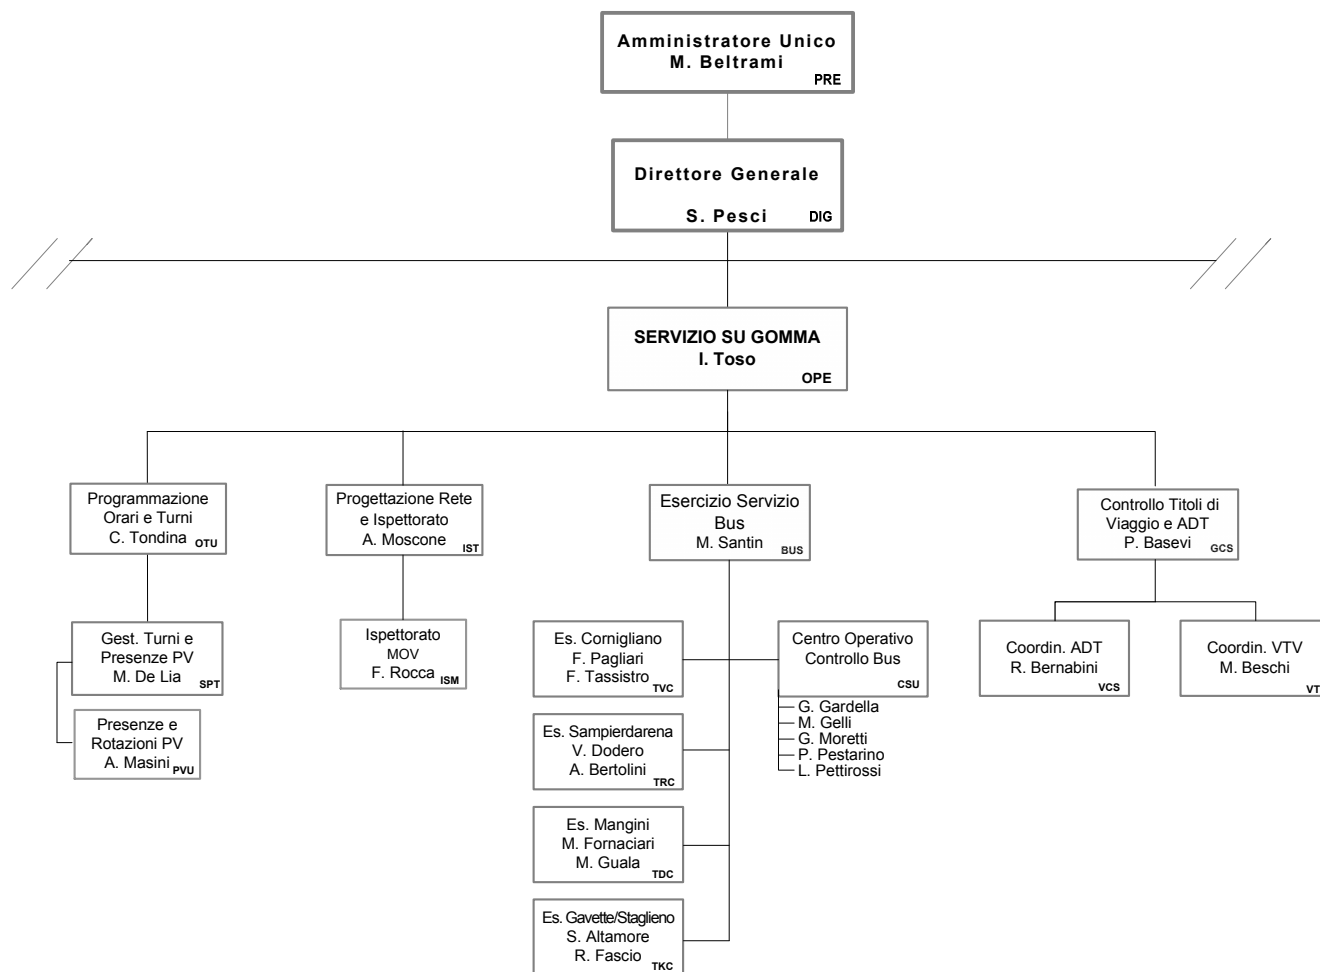 Amministratore Unico
M. Beltrami
PRE
Direttore Generale
S. Pesci DIG
SERVIZIO SU GOMMA
I. Toso
OPE
Programmazione
Orari e Turni
C. Tondina OTU
Progettazione Rete
e Ispettorato
A. Moscone IST
Esercizio Servizio
Bus
M. Santin BUS
Controllo Titoli di
Viaggio e ADT
P. Basevi GCS
Gest. Turni e
Presenze PV
M. De Lia SPT
Presenze e
Rotazioni PV
A. Masini PVU
Ispettorato
MOV
F. Rocca ISM
Es. Cornigliano
F. Pagliari
F. Tassistro TVC
Es. Sampierdarena
V. Dodero
A. Bertolini TRC
Es. Mangini
M. Fornaciari
M. Guala TDC
Es. Gavette/Staglieno
S. Altamore
R. Fascio TKC
Centro Operativo
Controllo Bus
CSU
G. Gardella
M. Gelli
G. Moretti
P. Pestarino
L. Pettirossi
Coordin. ADT
R. Bernabini
VCS
Coordin. VTV
M. Beschi
VT